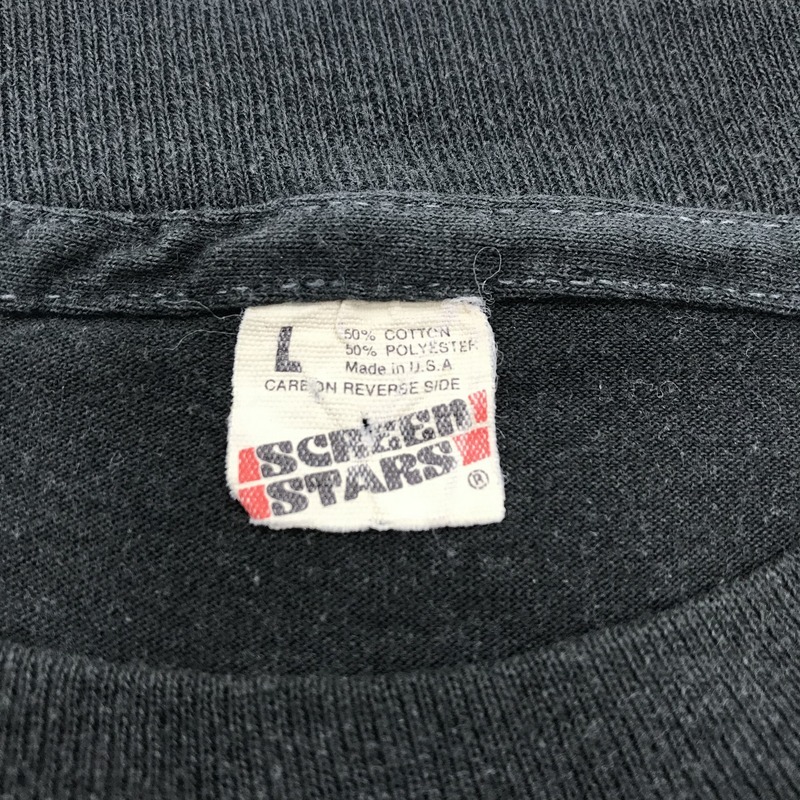 L
50% COTTON
50% POLYESTER
Made in U.S.A
CARE ON REVERSE SIDE
SCREEN
STARS ®